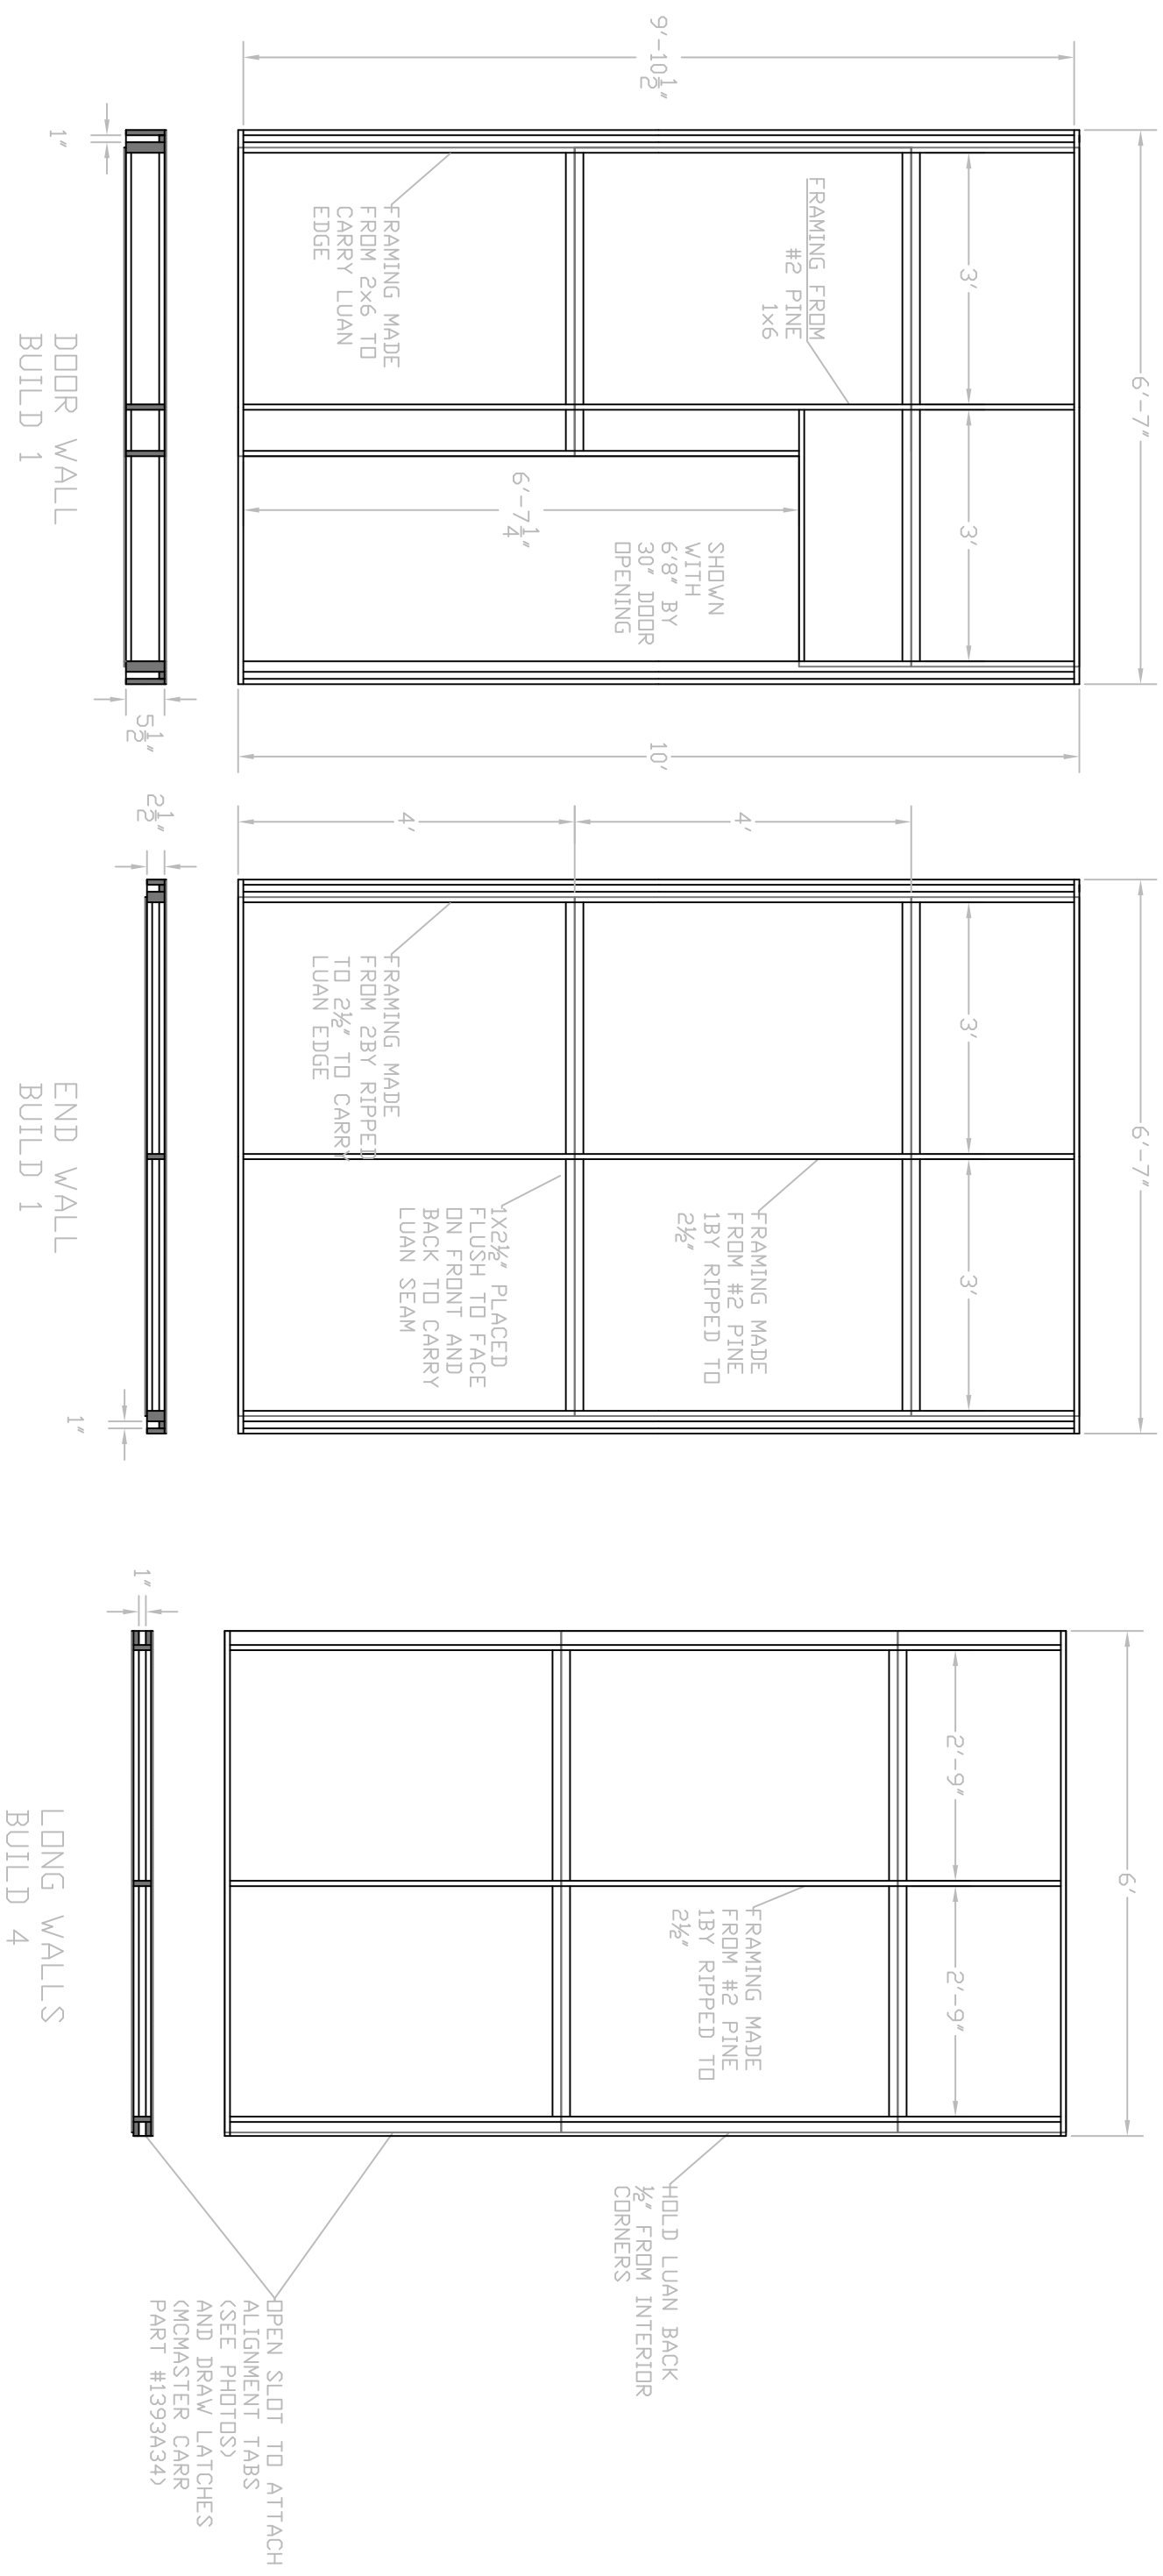 6'-7"
9'-10½"
3'
3'
FRAMING FROM
#2 PINE
1x6
FRAMING MADE
FROM 2x6 TO
CARRY LUAN
EDGE
SHOWN
WITH
6'8" BY
30" DOOR
OPENING
6'-7¼"
10'
1"
5½"
DOOR WALL
BUILD 1
6'-7"
4'
4'
3'
3'
FRAMING MADE
FROM #2 PINE
1BY RIPPED TO
2½"
FRAMING MADE
FROM 2BY RIPPED
TO 2½" TO CARRY
LUAN EDGE
1X2½" PLACED
FLUSH TO FACE
ON FRONT AND
BACK TO CARRY
LUAN SEAM
2½"
1"
END WALL
BUILD 1
6'
2'-9"
2'-9"
FRAMING MADE
FROM #2 PINE
1BY RIPPED TO
2½"
HOLD LUAN BACK
½" FROM INTERIOR
CORNERS
1"
OPEN SLOT TO ATTACH
ALIGNMENT TABS
(SEE PHOTOS)
AND DRAW LATCHES
(MCMASTER CARR
PART #1393A34)
LONG WALLS
BUILD 4